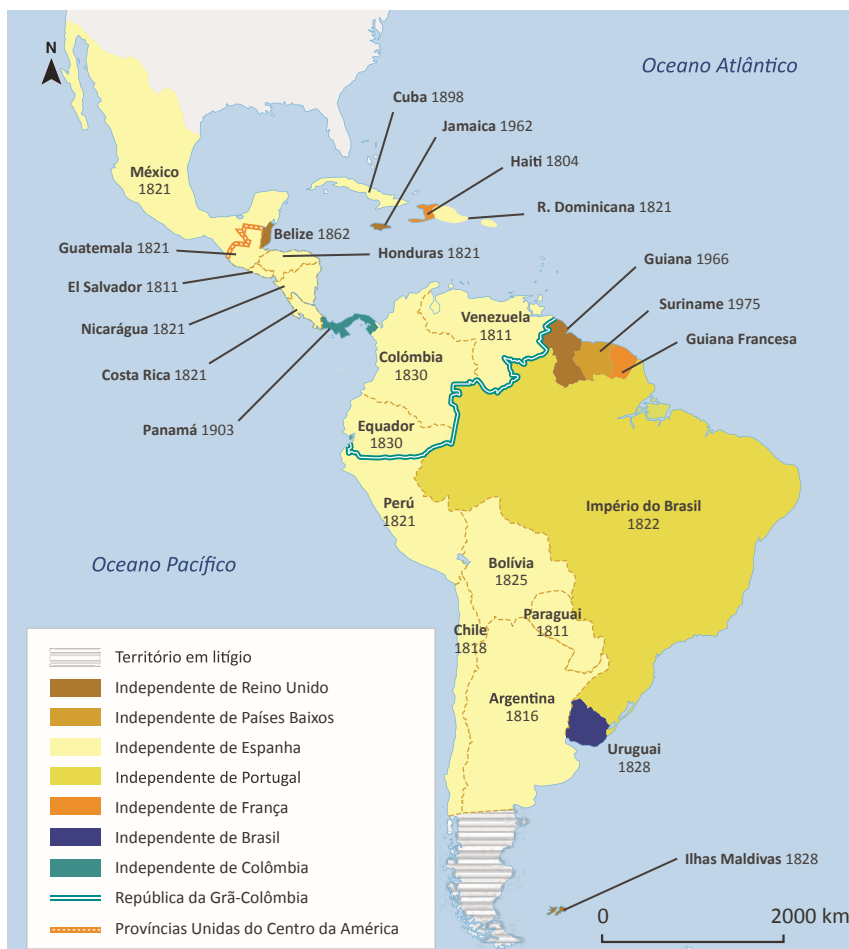 N
Oceano Atlântico
Cuba 1898
Jamaica 1962
Haiti 1804
México
1821
R. Dominicana 1821
Belize 1862
Guatemala 1821
Honduras 1821
Guiana 1966
El Salvador 1811
Suriname 1975
Venezuela
1811
Nicarágua 1821
Guiana Francesa
Colómbia
1830
Costa Rica 1821
Panamá 1903
Equador
1830
Perú
1821
Império do Brasil
1822
Oceano Pacífico
Bolívia
1825
Paraguai
1811
Chile
1818
Argentina
1816
Uruguai
1828
Território em litígio
Independente de Reino Unido
Independente de Países Baixos
Independente de Espanha
Independente de Portugal
Independente de França
Independente de Brasil
Independente de Colômbia
República da Grã-Colômbia
Províncias Unidas do Centro da América
Ilhas Maldivas 1828
0 2000 km